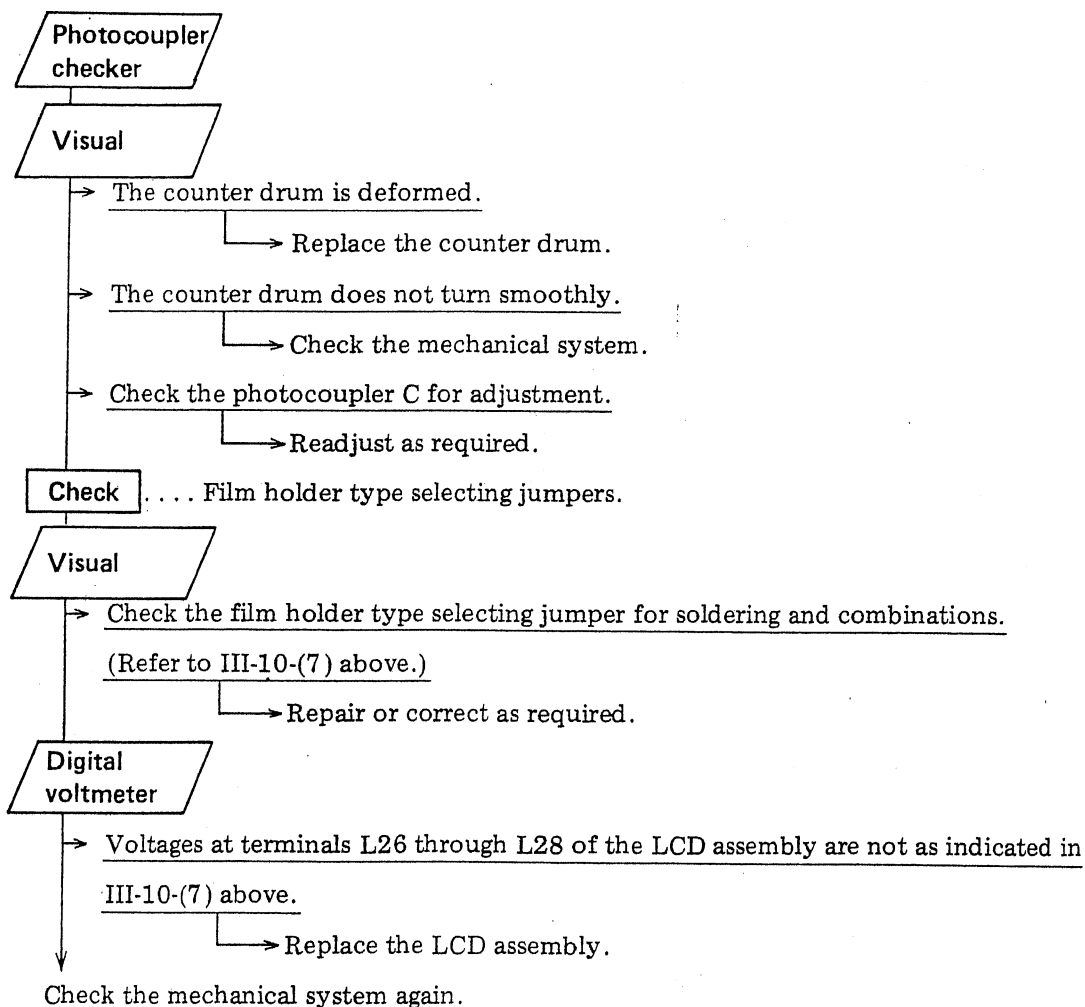 Photocoupler
checker
Visual
The counter drum is deformed.
Replace the counter drum.
The counter drum does not turn smoothly.
Check the mechanical system.
Check the photocoupler C for adjustment.
Readjust as required.
Check .... Film holder type selecting jumpers.
Visual
Check the film holder type selecting jumper for soldering and combinations.
(Refer to III-10-(7) above.)
Repair or correct as required.
Digital
voltmeter
Voltages at terminals L26 through L28 of the LCD assembly are not as indicated in
III-10-(7) above.
Replace the LCD assembly.
Check the mechanical system again.